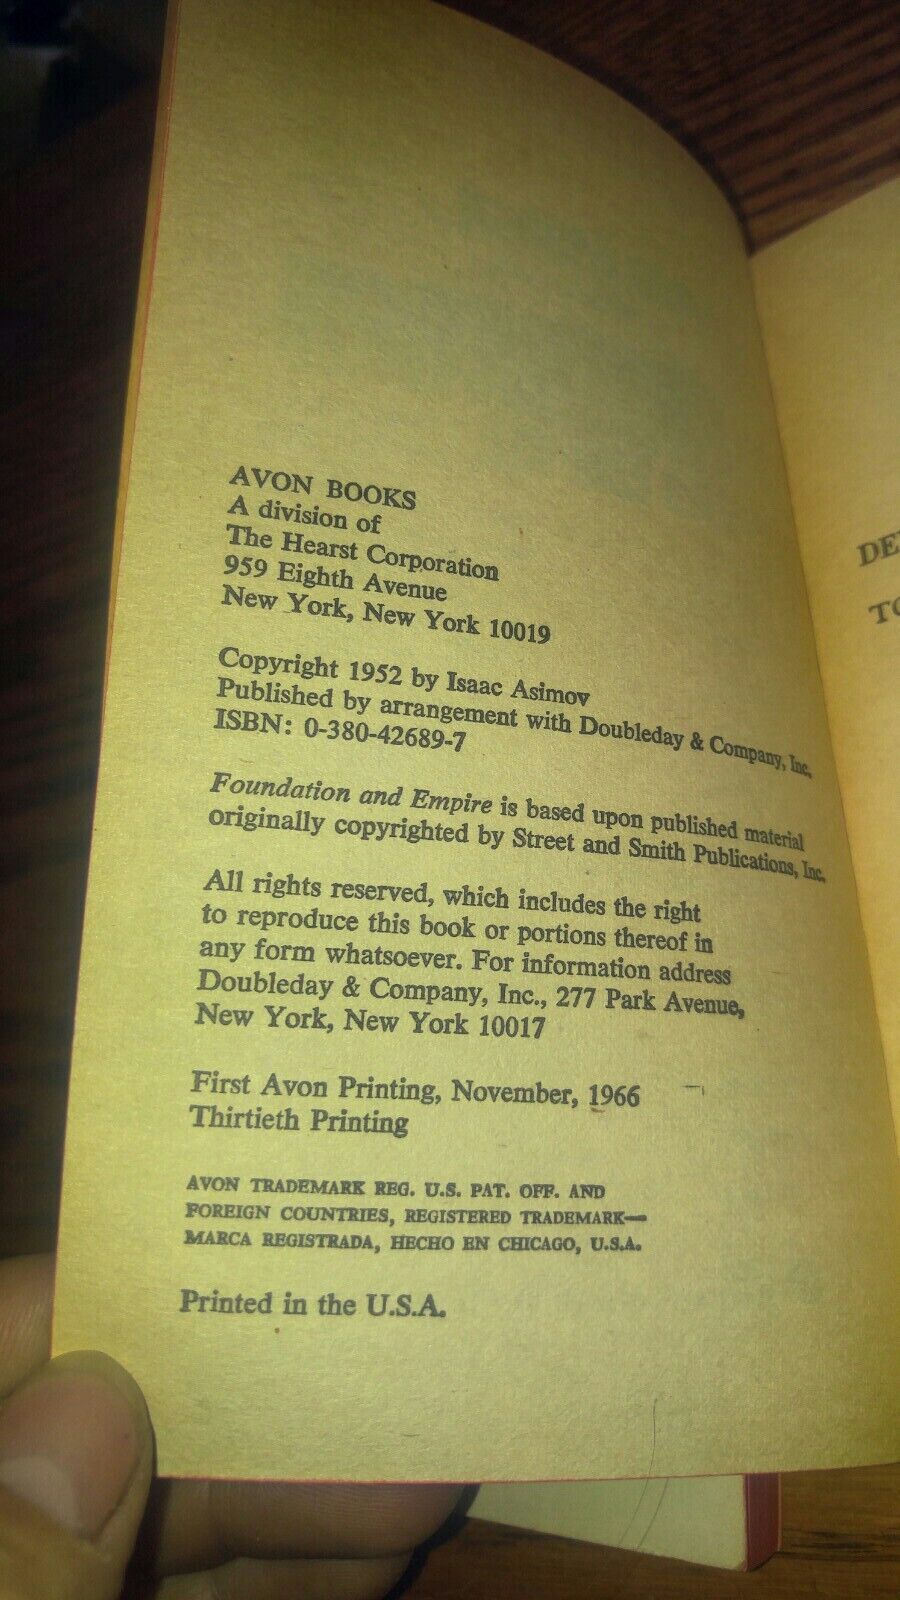 AVON BOOKS
A division of
The Hearst Corporation
959 Eighth Avenue
New York, New York 10019
Copyright 1952 by Isaac Asimov
Published by arrangement with Doubleday & Company, Inc.
ISBN: 0-380-42689-7
Foundation and Empire is based upon published material
originally copyrighted by Street and Smith Publications, Inc.
All rights reserved, which includes the right
to reproduce this book or portions thereof in
any form whatsoever. For information address
Doubleday & Company, Inc., 277 Park Avenue,
New York, New York 10017
First Avon Printing, November, 1966
Thirtieth Printing
AVON TRADEMARK REG. U.S. PAT. OFF. AND
FOREIGN COUNTRIES, REGISTERED TRADEMARK—
MARCA REGISTRADA, HECHO EN CHICAGO, U.S.A.
Printed in the U.S.A.